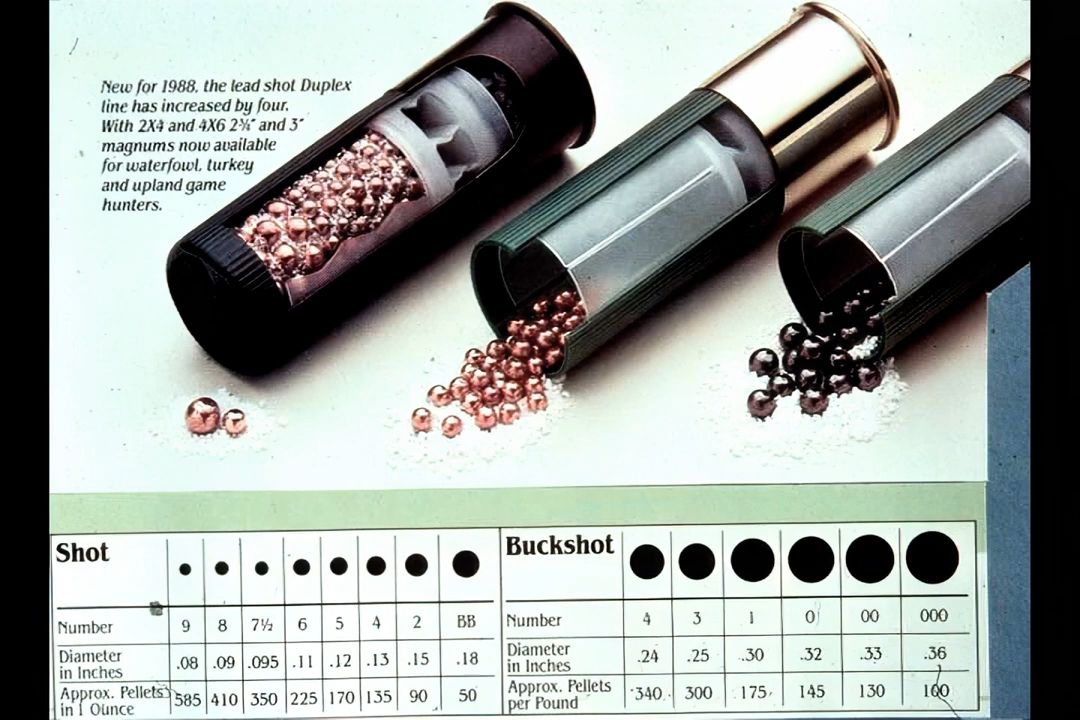 New for 1988, the lead shot Duplex
line has increased by four.
With 2X4 and 4X6 2¾" and 3"
magnums now available
for waterfowl, turkey
and upland game
hunters.
Shot
Number 9 8 7½ 6 5 4 2 BB
Diameter
in Inches .08 .09 .095 .11 .12 .13 .15 .18
Approx. Pellets
in 1 Ounce 585 410 350 225 170 135 90 50
Buckshot
Number 4 3 1 0 00 000
Diameter
in Inches .24 .25 .30 .32 .33 .36
Approx. Pellets
per Pound 340 300 175 145 130 100